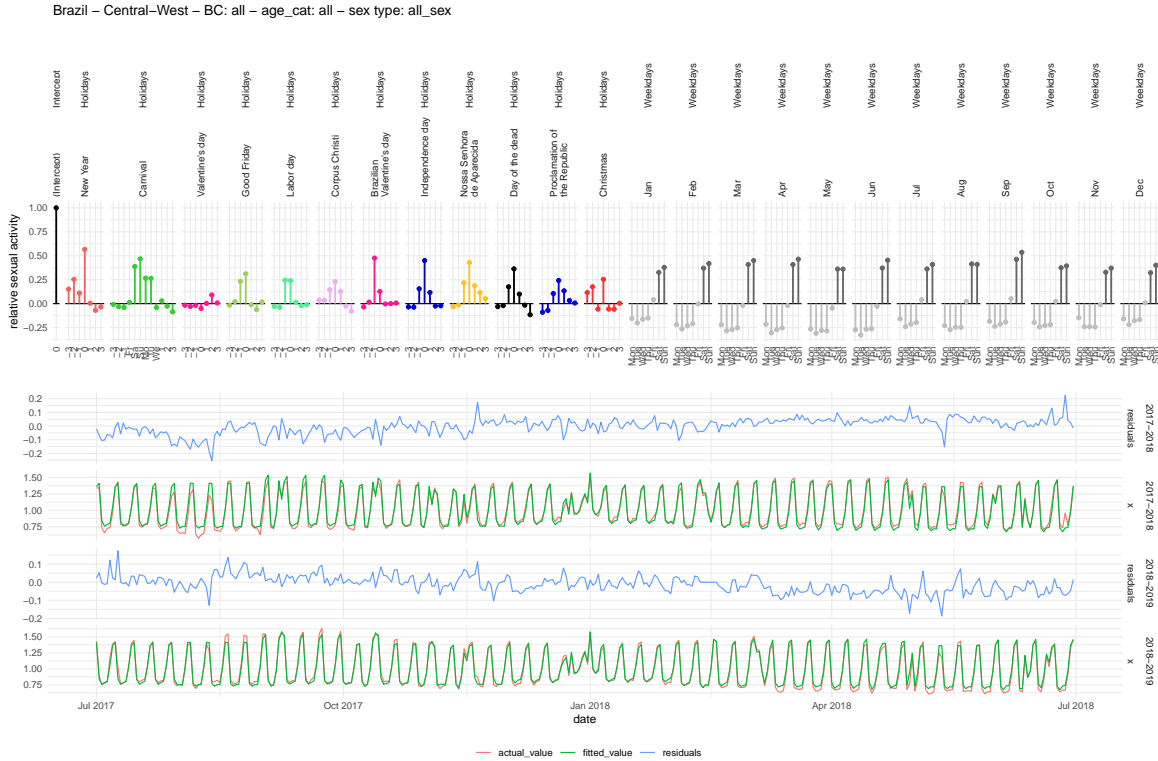 Brazil – Central–West – BC: all – age_cat: all – sex type: all_sex
Intercept
Holidays
Holidays
Holidays
Holidays
Holidays
Holidays
Holidays
Holidays
Holidays
Holidays
Holidays
Holidays
Weekdays
Weekdays
Weekdays
Weekdays
Weekdays
Weekdays
Weekdays
Weekdays
Weekdays
Weekdays
Weekdays
Weekdays
(Intercept)
New Year
Carnival
Valentine's day
Good Friday
Labor day
Corpus Christi
Brazilian
Valentine's day
Independence day
Nossa Senhora
de Aparecida
Day of the dead
Proclamation of
the Republic
Christmas
Jan
Feb
Mar
Apr
May
Jun
Jul
Aug
Sep
Oct
Nov
Dec
relative sexual activity
1.00
0.75
0.50
0.25
0.00
−0.25
0.2
0.1
0.0
−0.1
−0.2
residuals
2017−2018
1.50
1.25
1.00
0.75
x
2017−2018
0.1
0.0
−0.1
−0.2
residuals
2018−2019
1.50
1.25
1.00
0.75
x
2018−2019
Jul 2017
Oct 2017
Jan 2018
Apr 2018
Jul 2018
date
actual_value
fitted_value
residuals